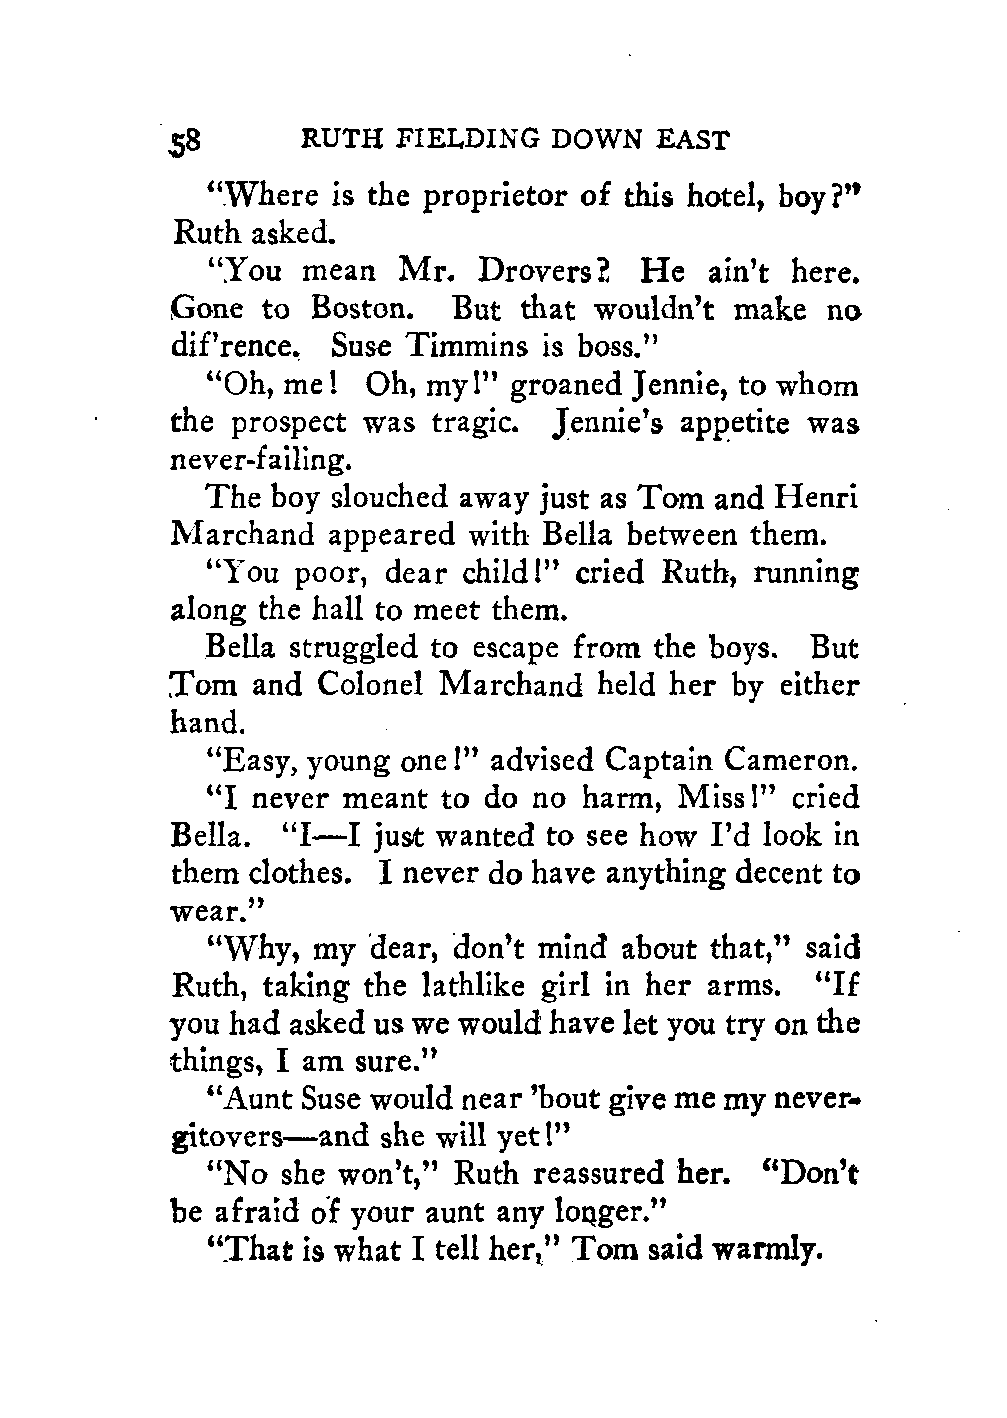 58 RUTH FIELDING DOWN EAST
“Where is the proprietor of this hotel, boy?”
Ruth asked.
“You mean Mr. Drovers? He ain’t here.
Gone to Boston. But that wouldn’t make no
dif’rence. Suse Timmins is boss.”
“Oh, me! Oh, my!” groaned Jennie, to whom
the prospect was tragic. Jennie’s appetite was
never-failing.
The boy slouched away just as Tom and Henri
Marchand appeared with Bella between them.
“You poor, dear child!” cried Ruth, running
along the hall to meet them.
Bella struggled to escape from the boys. But
Tom and Colonel Marchand held her by either
hand.
“Easy, young one!” advised Captain Cameron.
“I never meant to do no harm, Miss!” cried
Bella. “I—I just wanted to see how I’d look in
them clothes. I never do have anything decent to
wear.”
“Why, my dear, don’t mind about that,” said
Ruth, taking the lathlike girl in her arms. “If
you had asked us we would have let you try on the
things, I am sure.”
“Aunt Suse would near ’bout give me my never-
gitovers—and she will yet!”
“No she won’t,” Ruth reassured her. “Don’t
be afraid of your aunt any longer.”
“That is what I tell her,” Tom said warmly.